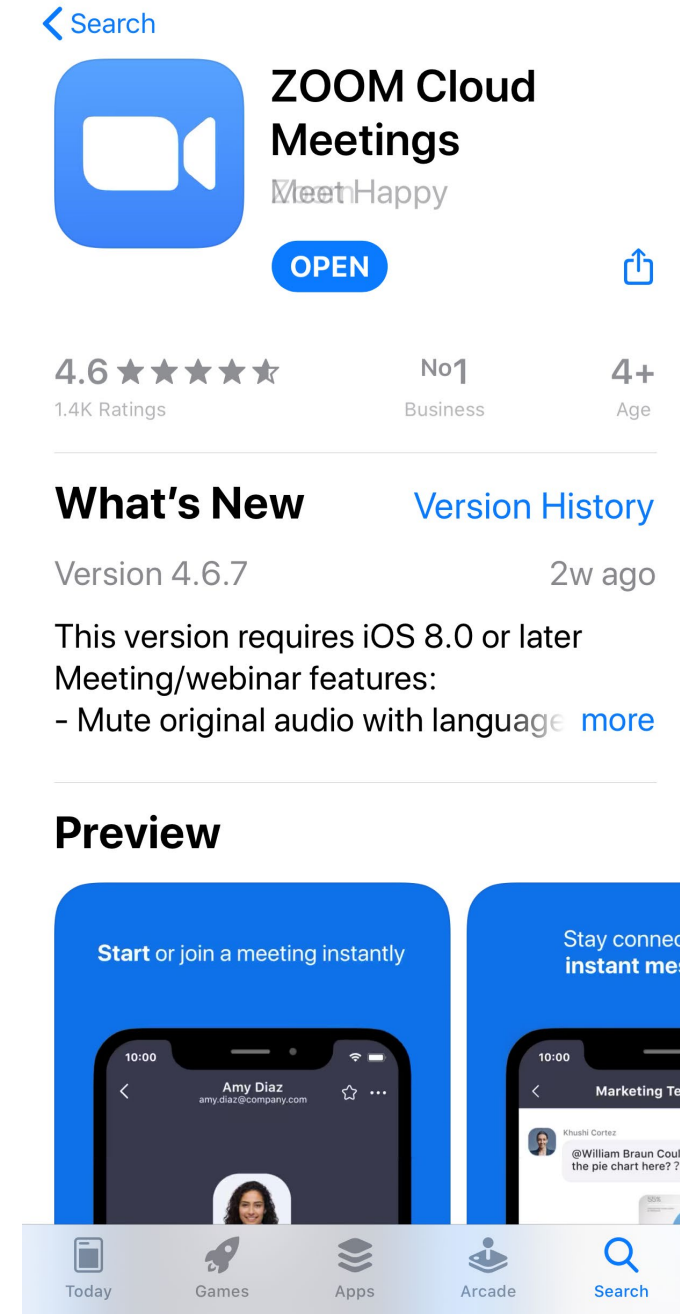 Search
ZOOM Cloud
Meetings
Meet Happy
OPEN
4.6
No1
4+
1.4K Ratings
Business
Age
What's New
Version History
Version 4.6.7
2w ago
This version requires iOS 8.0 or later
Meeting/webinar features:
- Mute original audio with language more
Preview
Start or join a meeting instantly
Stay connec
instant mes
10:00
Amy Diaz
amy.diaz@company.com
10:00
Marketing Te
Khushi Cortez
@William Braun Coul
the pie chart here? ?
55%
Today
Games
Apps
Arcade
Search